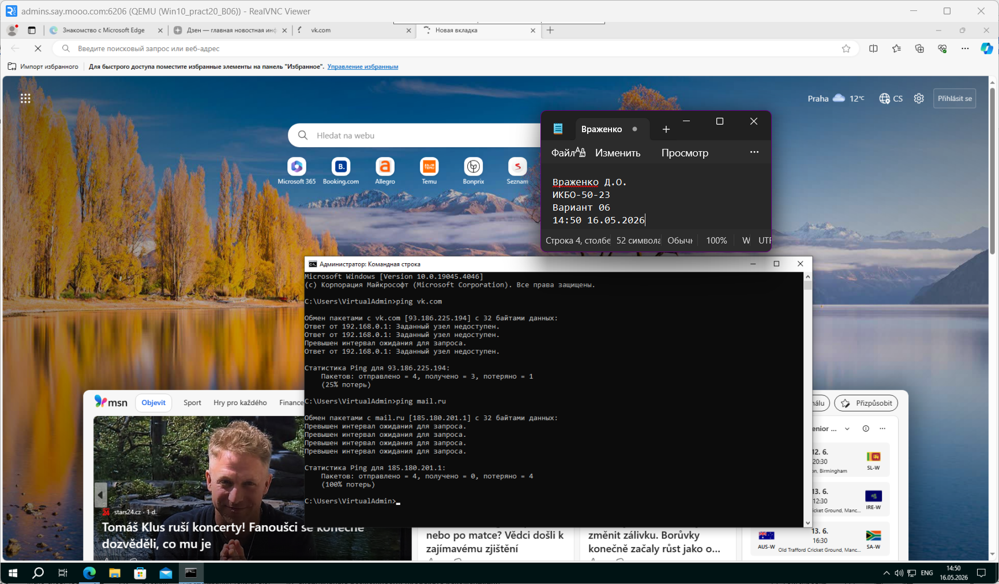 admins.say.mooo.com:6206 (QEMU (Win10_pract20_B06)) - RealVNC Viewer
Знакомство с Microsoft Edge
Дзен — главная новостная инф
vk.com
Новая вкладка
Введите поисковый запрос или веб-адрес
Импорт избранного
Для быстрого доступа поместите избранные элементы на панель "Избранное". Управление избранным
Praha 12°C
CS
Přihlásit se
Hledat na webu
Microsoft 365
Booking.com
Allegro
Temu
Bonprix
Seznam
Враженко
Файл Изменить Просмотр
Враженко Д.О.
ИКБО-50-23
Вариант 06
14:50 16.05.2026
Строка 4, столбе 52 символа Обычн 100% W UTF
Администратор: Командная строка
Microsoft Windows [Version 10.0.19045.4046]
(c) Корпорация Майкрософт (Microsoft Corporation). Все права защищены.
C:\Users\VirtualAdmin>ping vk.com
Обмен пакетами с vk.com [93.186.225.194] с 32 байтами данных:
Ответ от 192.168.0.1: Заданный узел недоступен.
Ответ от 192.168.0.1: Заданный узел недоступен.
Превышен интервал ожидания для запроса.
Ответ от 192.168.0.1: Заданный узел недоступен.
Статистика Ping для 93.186.225.194:
Пакетов: отправлено = 4, получено = 3, потеряно = 1
(25% потерь)
C:\Users\VirtualAdmin>ping mail.ru
Обмен пакетами с mail.ru [185.180.201.1] с 32 байтами данных:
Превышен интервал ожидания для запроса.
Превышен интервал ожидания для запроса.
Превышен интервал ожидания для запроса.
Превышен интервал ожидания для запроса.
Статистика Ping для 185.180.201.1:
Пакетов: отправлено = 4, получено = 0, потеряно = 4
(100% потерь)
C:\Users\VirtualAdmin>
msn
Objevit
Sport
Hry pro každého
Finance
nálu
Přizpůsobit
24 stars24.cz · 1 d.
Tomáš Klus ruší koncerty! Fanoušci se konečně
dozvěděli, co mu je
nebo po matce? Vědci došli k
zajímavemu zjištění
změnit zálivku. Borůvky
konečně začaly růst jako o...
enior ...
12. 6.
20:30
on, Birmingham
SL-W
13. 6.
12:30
icket Ground, Manc...
IRE-W
13. 6.
16:30
AUS-W
Old Trafford Cricket Ground, Manc...
SA-W
ENG
14:50
16.05.2026